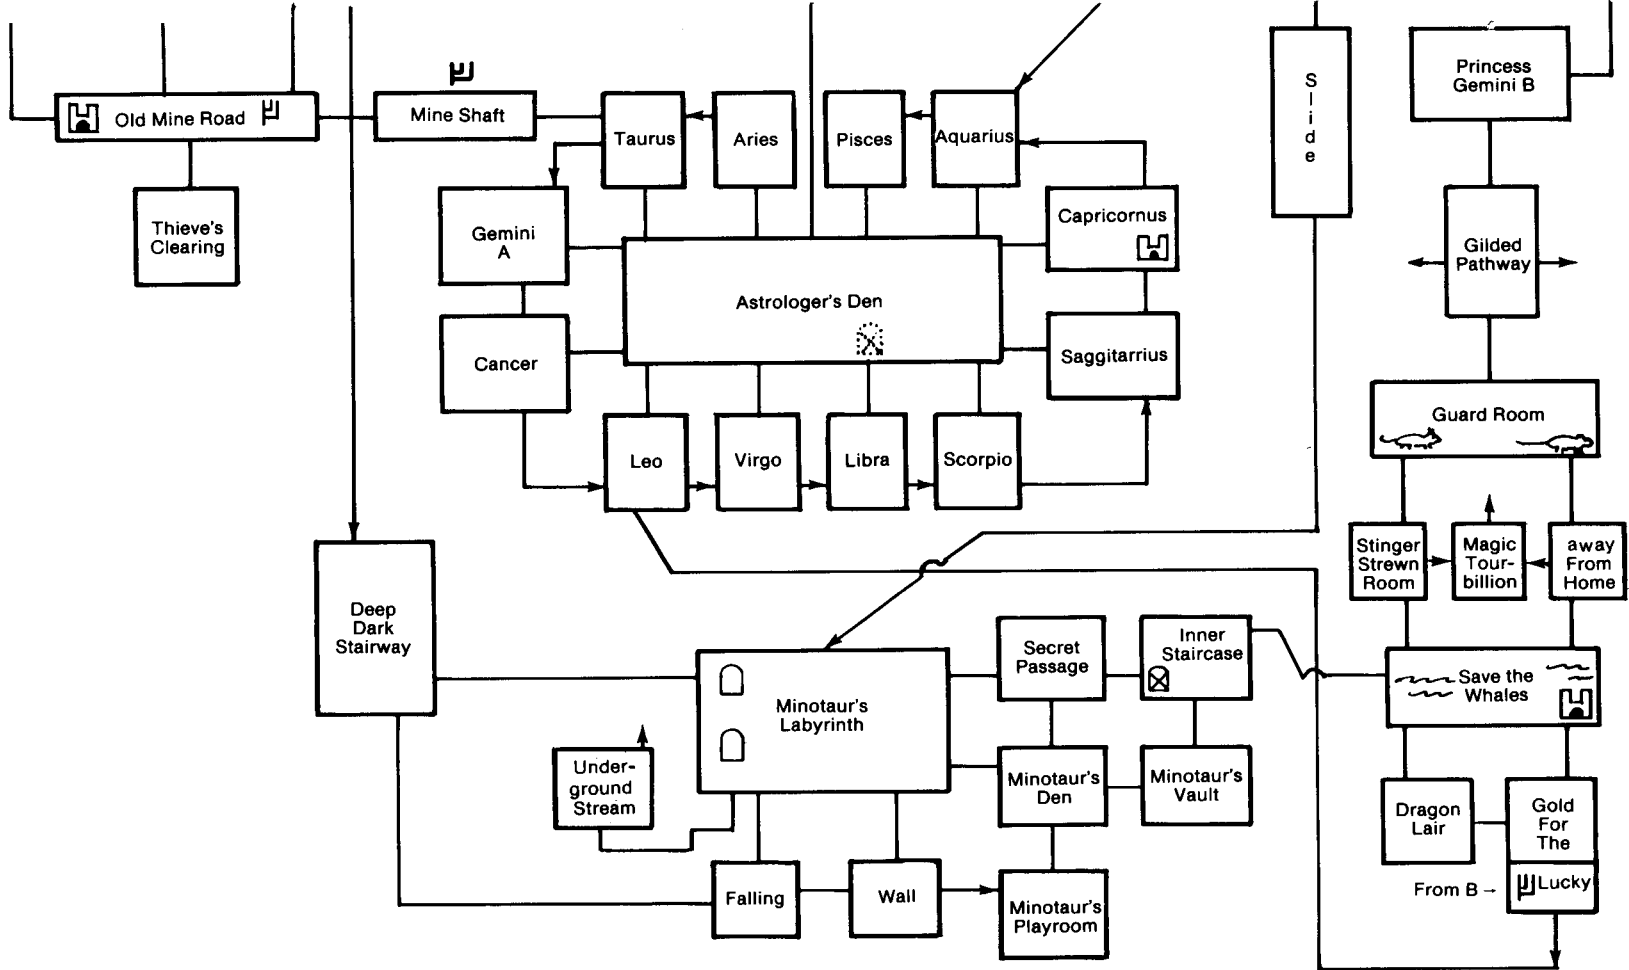 Old Mine Road
Mine Shaft
Thieve's
Clearing
Taurus
Aries
Pisces
Aquarius
S
l
i
d
e
Princess
Gemini B
Gemini
A
Capricornus
Gilded
Pathway
Astrologer's Den
Cancer
Saggitarrius
Guard Room
Leo
Virgo
Libra
Scorpio
Stinger
Strewn
Room
Magic
Tour-
billion
away
From
Home
Deep
Dark
Stairway
Secret
Passage
Inner
Staircase
Save the
Whales
Minotaur's
Labyrinth
Under-
ground
Stream
Minotaur's
Den
Minotaur's
Vault
Dragon
Lair
Gold
For
The
Lucky
From B
Falling
Wall
Minotaur's
Playroom